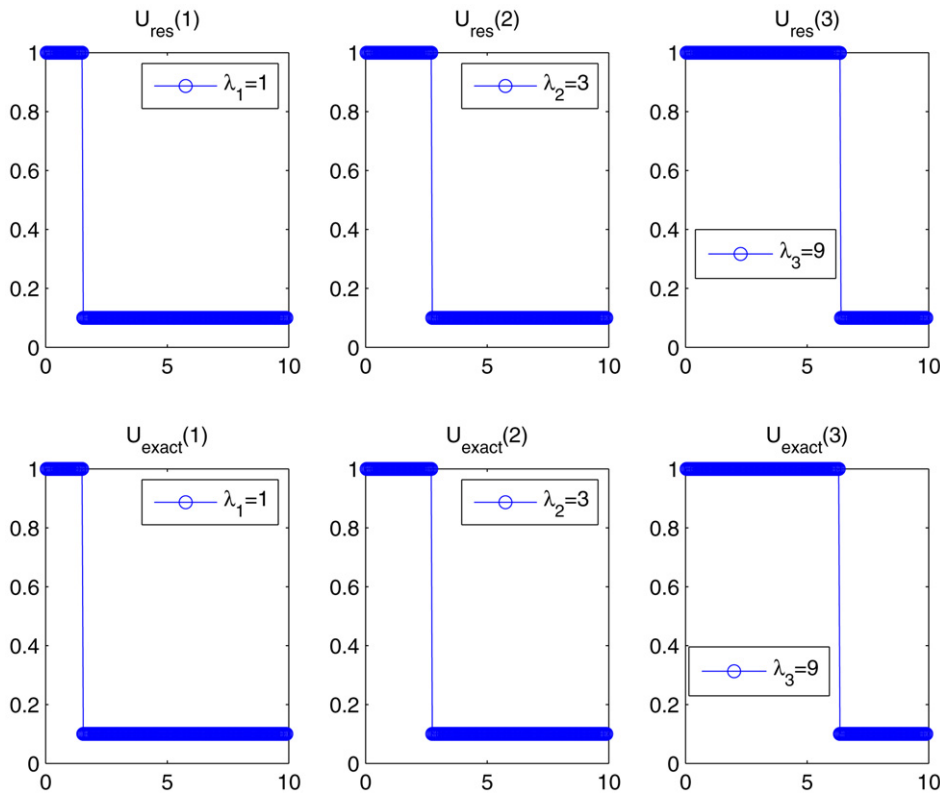 U_res(1) U_res(2) U_res(3)
1 1 1
λ_1=1 λ_2=3
0.8 0.8 0.8
0.6 0.6 0.6
0.4 0.4 0.4
λ_3=9
0.2 0.2 0.2
0 0 0
0 5 10 0 5 10 0 5 10
U_exact(1) U_exact(2) U_exact(3)
1 1 1
λ_1=1 λ_2=3
0.8 0.8 0.8
0.6 0.6 0.6
0.4 0.4 0.4
λ_3=9
0.2 0.2 0.2
0 0 0
0 5 10 0 5 10 0 5 10